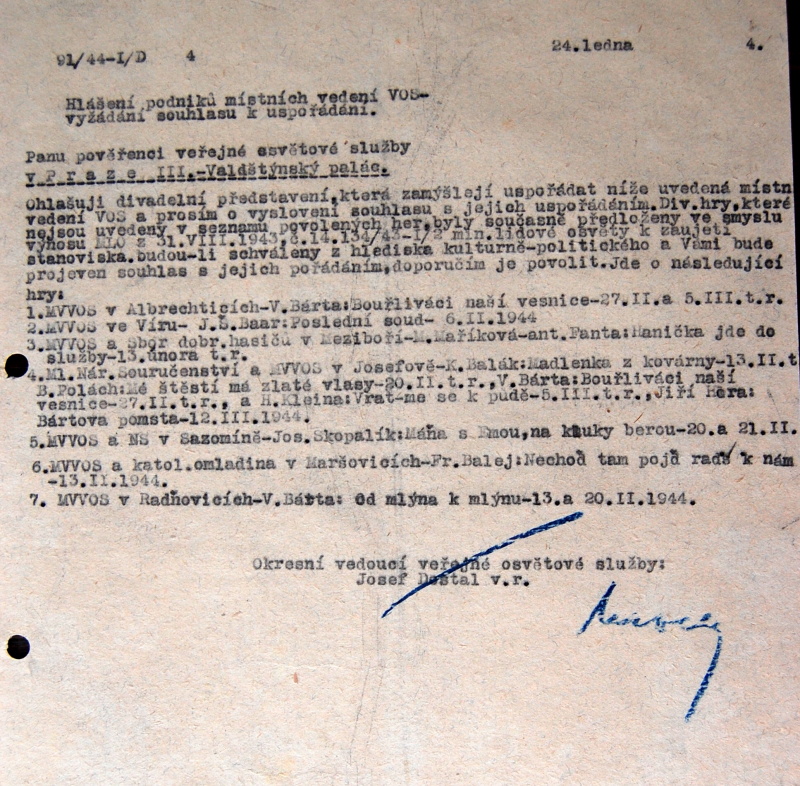 91/44-I/D 4 24.ledna 4.
Hlášení podniků místních vedení VOS-
vyžádání souhlasu k uspořádání.
Panu pověřenci veřejné osvětové služby
v P r a z e III.-Valdštýnský palác.
Ohlašuji divadelní představení,která zamýšlejí uspořádat níže uvedená místn
vedení VOS a prosím o vyslovení souhlasu s jejich uspořádáním.Div.hry,které
nejsou uvedeny v seznamu povolených her,byly současně předloženy ve smyslu
výnosu MLO z 31.VIII.1943,č.14.134/43-I/2 min.lidové osvěty k zaujetí
stanoviska.budou-li schváleny z hlediska kulturně-politického a Vámi bude
projeven souhlas s jejich pořádáním,doporučím je povolit.Jde o následující
hry:
1.MVVOS v Albrechticích-V.Bárta:Bouřliváci naší vesnice-27.II.a 5.III.t.r.
2.MVVOS ve Víru- J.Š.Baar:Poslední soud- 6.II.1944
3.MVVOS a Sbor dobr.hasičů v Meziboří-M.Maříková-ant.Fanta:Hanička jde do
služby-13.února t.r.
4.Ml.Nár.Souručenství a MVVOS v Josefově-K.Balák:Madlenka z kovárny-13.II.t
B.Polách:Mé štěstí má zlaté vlasy-20.II.t.r.,V.Bárta:Bouřliváci naší
vesnice-27.II.t.r., a H.Kleina:Vrať-me se k půdě-5.III.t.r.,Jiří Hera:
Bártova pomsta-12.III.1944.
5.MVVOS a NS v Sazomíně-Jos.Skopalík:Máňa s Emou,na kluky berou-20.a 21.II.
6.MVVOS a katol.omladina v Maršovicích-Fr.Balej:Nechoď tam pojď radš k nám
-13.II.1944.
7. MVVOS v Radňovicích-V.Bárta: Od mlýna k mlýnu-13.a 20.II.1944.
Okresní vedoucí veřejné osvětové služby:
Josef Dostal v.r.